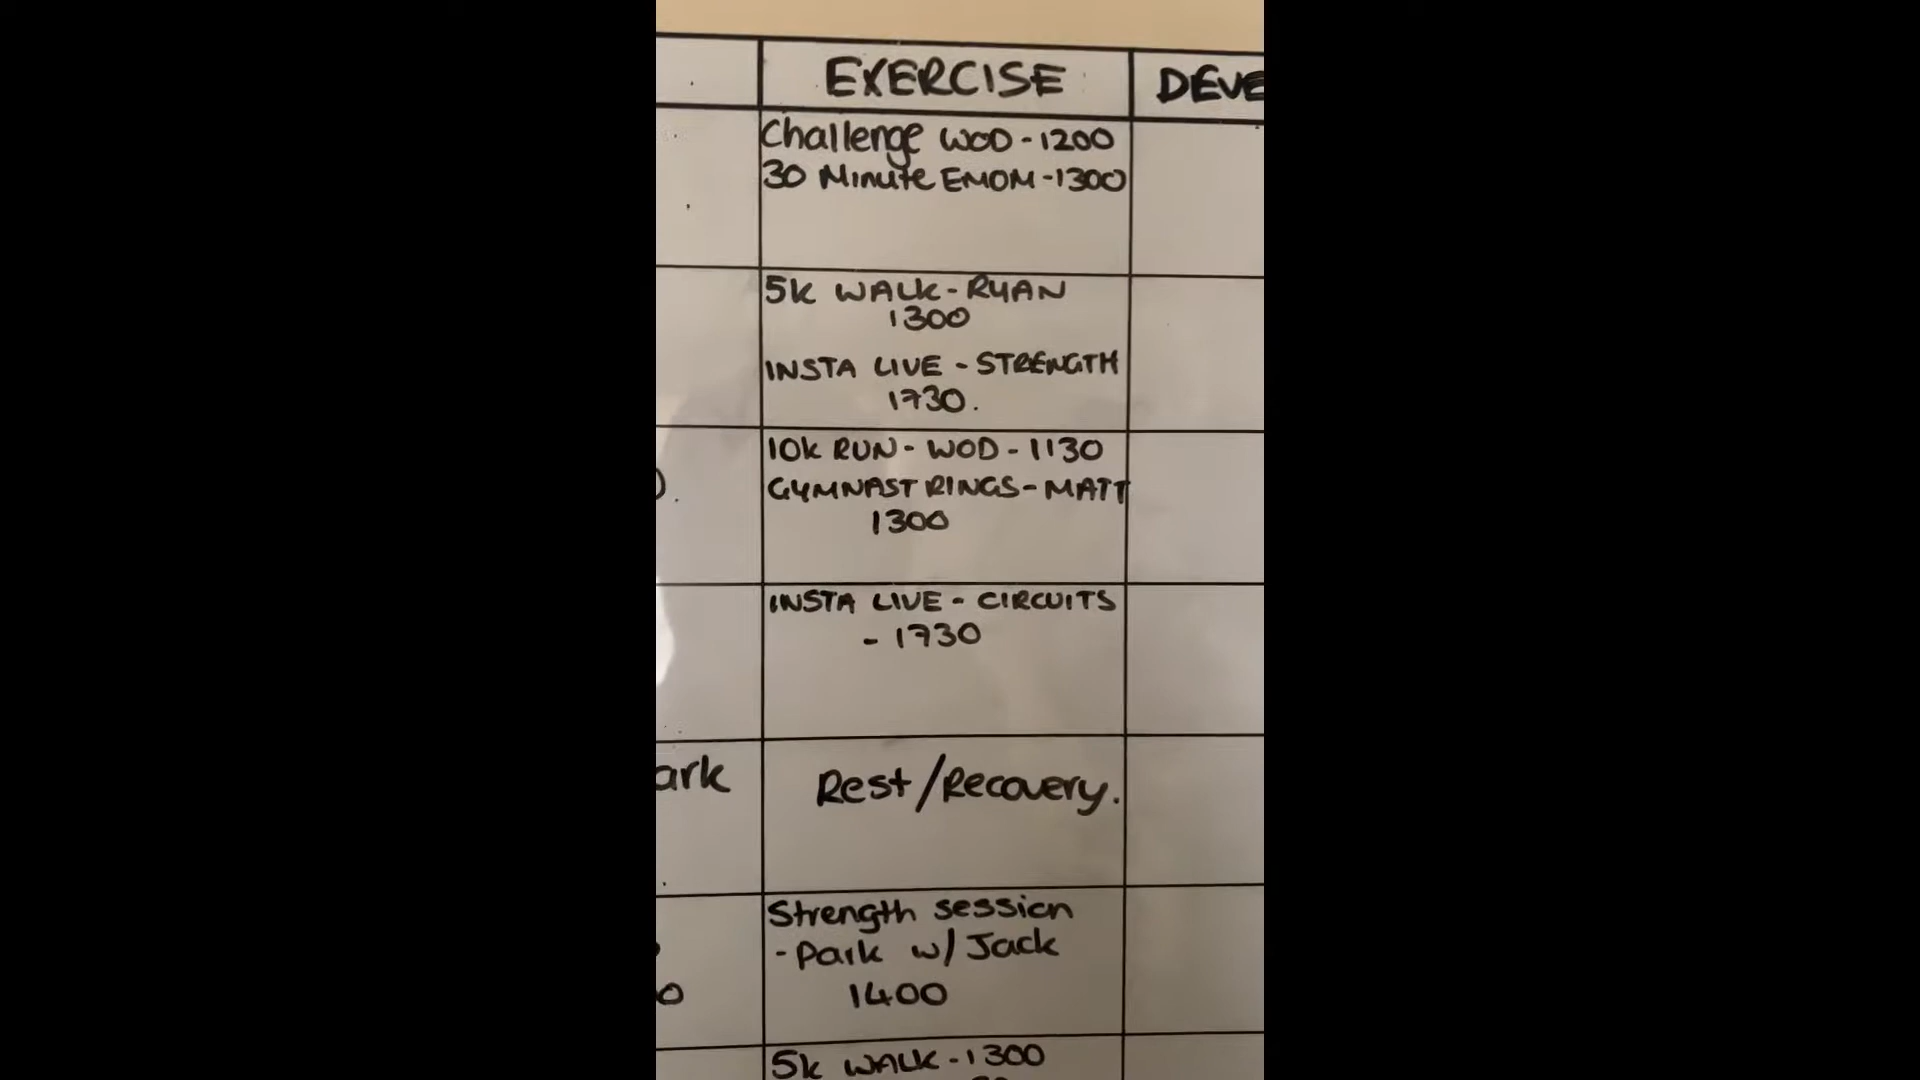 EXERCISE
DEVE
Challenge WOD - 1200
30 Minute EMOM - 1300
5K WALK - RYAN
1300
INSTA LIVE - STRENGTH
1730.
10K RUN - WOD - 1130
GYMNAST RINGS - MATT
1300
INSTA LIVE - CIRCUITS
- 1730
ark
Rest/Recovery.
Strength session
- Park w/ Jack
1400
5K WALK - 1300